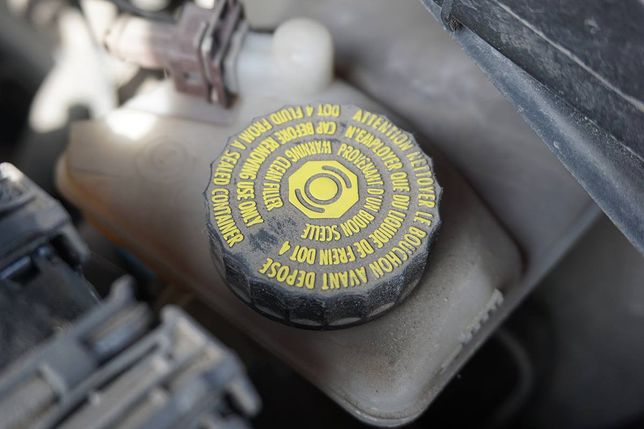 WARNING CLEAN FILLER
CAP BEFORE REMOVING USE ONLY
DOT 4 FLUID FROM A SEALED CONTAINER
ATTENTION NETTOYER LE BOUCHON AVANT DEPOSE
N'EMPLOYER QUE DU LIQUIDE DE FREIN DOT 4
PROVENANT D'UN BIDON SCELLE